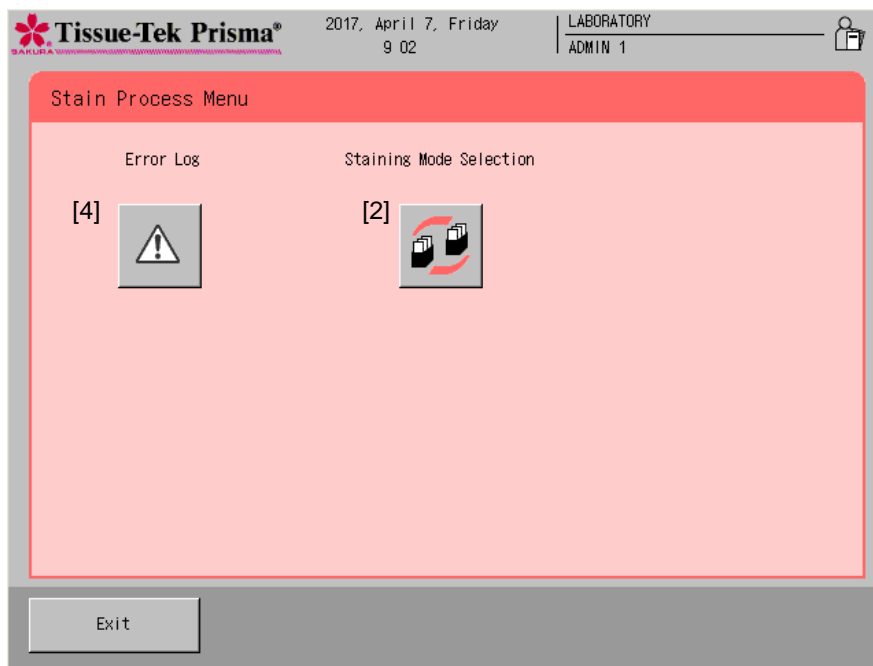 Tissue-Tek Prisma®
SAKURA
2017, April 7, Friday
9 02
LABORATORY
ADMIN 1
Stain Process Menu
Error Log
Staining Mode Selection
[4]
[2]
Exit